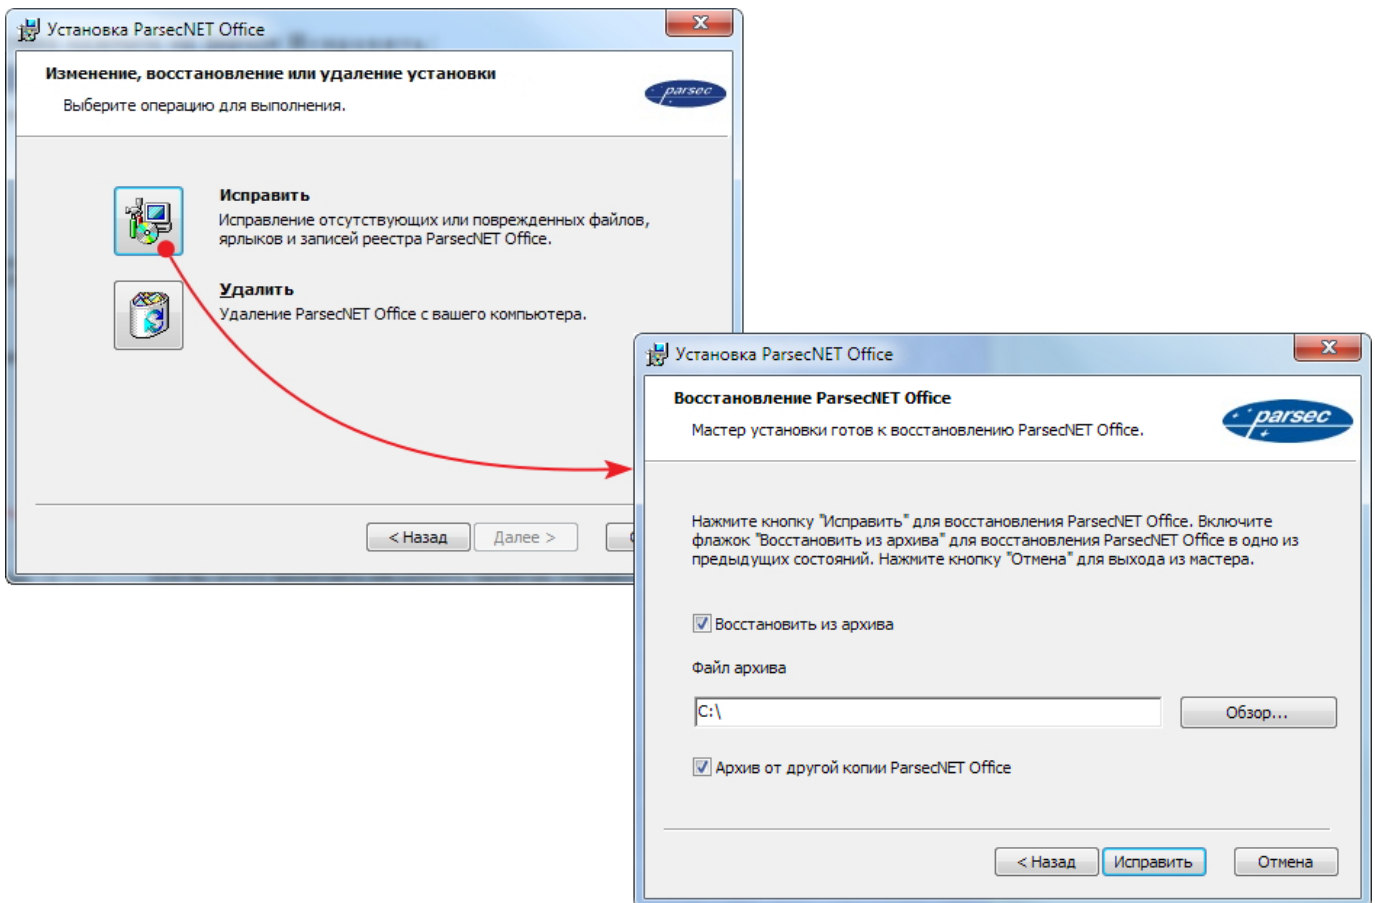 Установка ParsecNET Office
Изменение, восстановление или удаление установки
Выберите операцию для выполнения.
parsec
Исправить
Исправление отсутствующих или поврежденных файлов,
ярлыков и записей реестра ParsecNET Office.
Удалить
Удаление ParsecNET Office с вашего компьютера.
< Назад
Далее >
Установка ParsecNET Office
Восстановление ParsecNET Office
Мастер установки готов к восстановлению ParsecNET Office.
parsec
Нажмите кнопку "Исправить" для восстановления ParsecNET Office. Включите
флажок "Восстановить из архива" для восстановления ParsecNET Office в одно из
предыдущих состояний. Нажмите кнопку "Отмена" для выхода из мастера.
Восстановить из архива
Файл архива
C:\
Обзор...
Архив от другой копии ParsecNET Office
< Назад
Исправить
Отмена